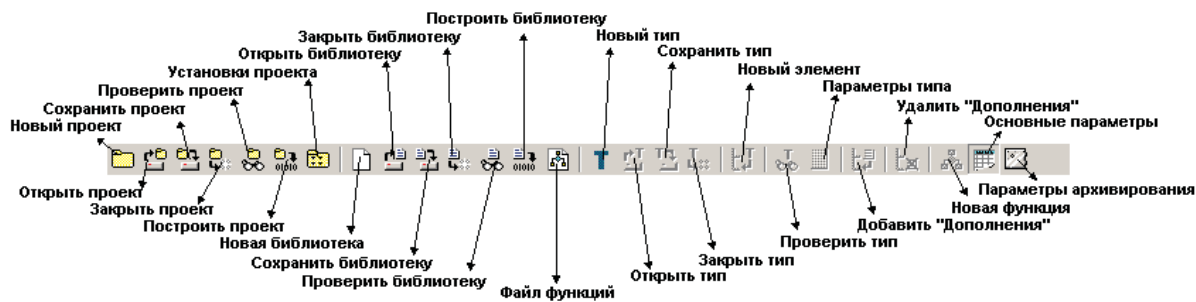 Построить библиотеку
Закрыть библиотеку
Новый тип
Открыть библиотеку
Сохранить тип
Установки проекта
Новый элемент
Проверить проект
Параметры типа
Сохранить проект
Удалить "Дополнения"
Новый проект
Основные параметры
Открыть проект
Параметры архивирования
Закрыть проект
Новая функция
Построить проект
Добавить "Дополнения"
Новая библиотека
Проверить тип
Сохранить библиотеку
Закрыть тип
Проверить библиотеку
Открыть тип
Файл функций